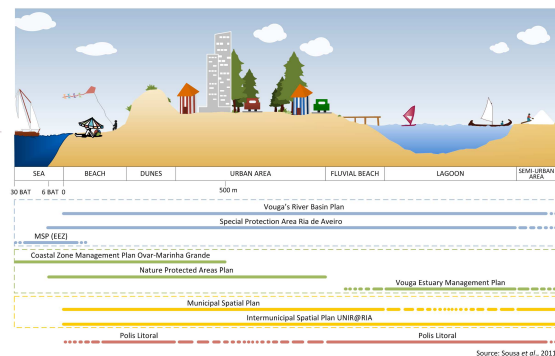 SEA BEACH DUNES URBAN AREA FLUVIAL BEACH LAGOON SEMI-URBAN AREA
30 BAT 6 BAT 0 500 m
Vouga's River Basin Plan
Special Protection Area Ria de Aveiro
MSP (EEZ)
Coastal Zone Management Plan Ovar-Marinha Grande
Nature Protected Areas Plan
Vouga Estuary Management Plan
Municipal Spatial Plan
Intermunicipal Spatial Plan UNIR@RIA
Polis Litoral Polis Litoral
Source: Sousa et al., 2011